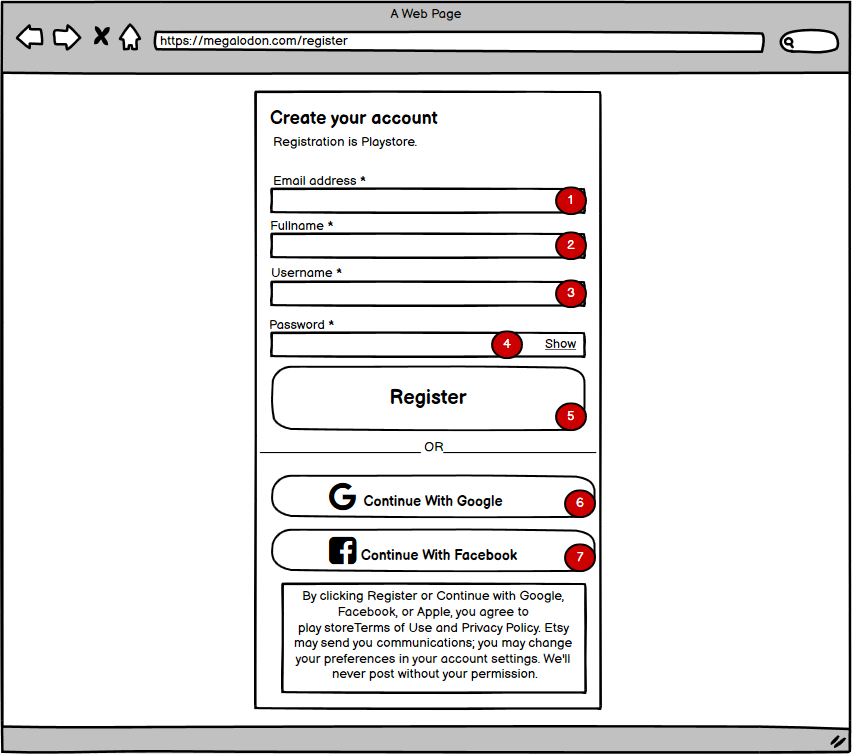 A Web Page
https://megalodon.com/register
Create your account
Registration is Playstore.
Email address *
1
Fullname *
2
Username *
3
Password *
4 Show
Register
5
OR
Continue With Google
6
Continue With Facebook
7
By clicking Register or Continue with Google,
Facebook, or Apple, you agree to
play storeTerms of Use and Privacy Policy. Etsy
may send you communications; you may change
your preferences in your account settings. We'll
never post without your permission.